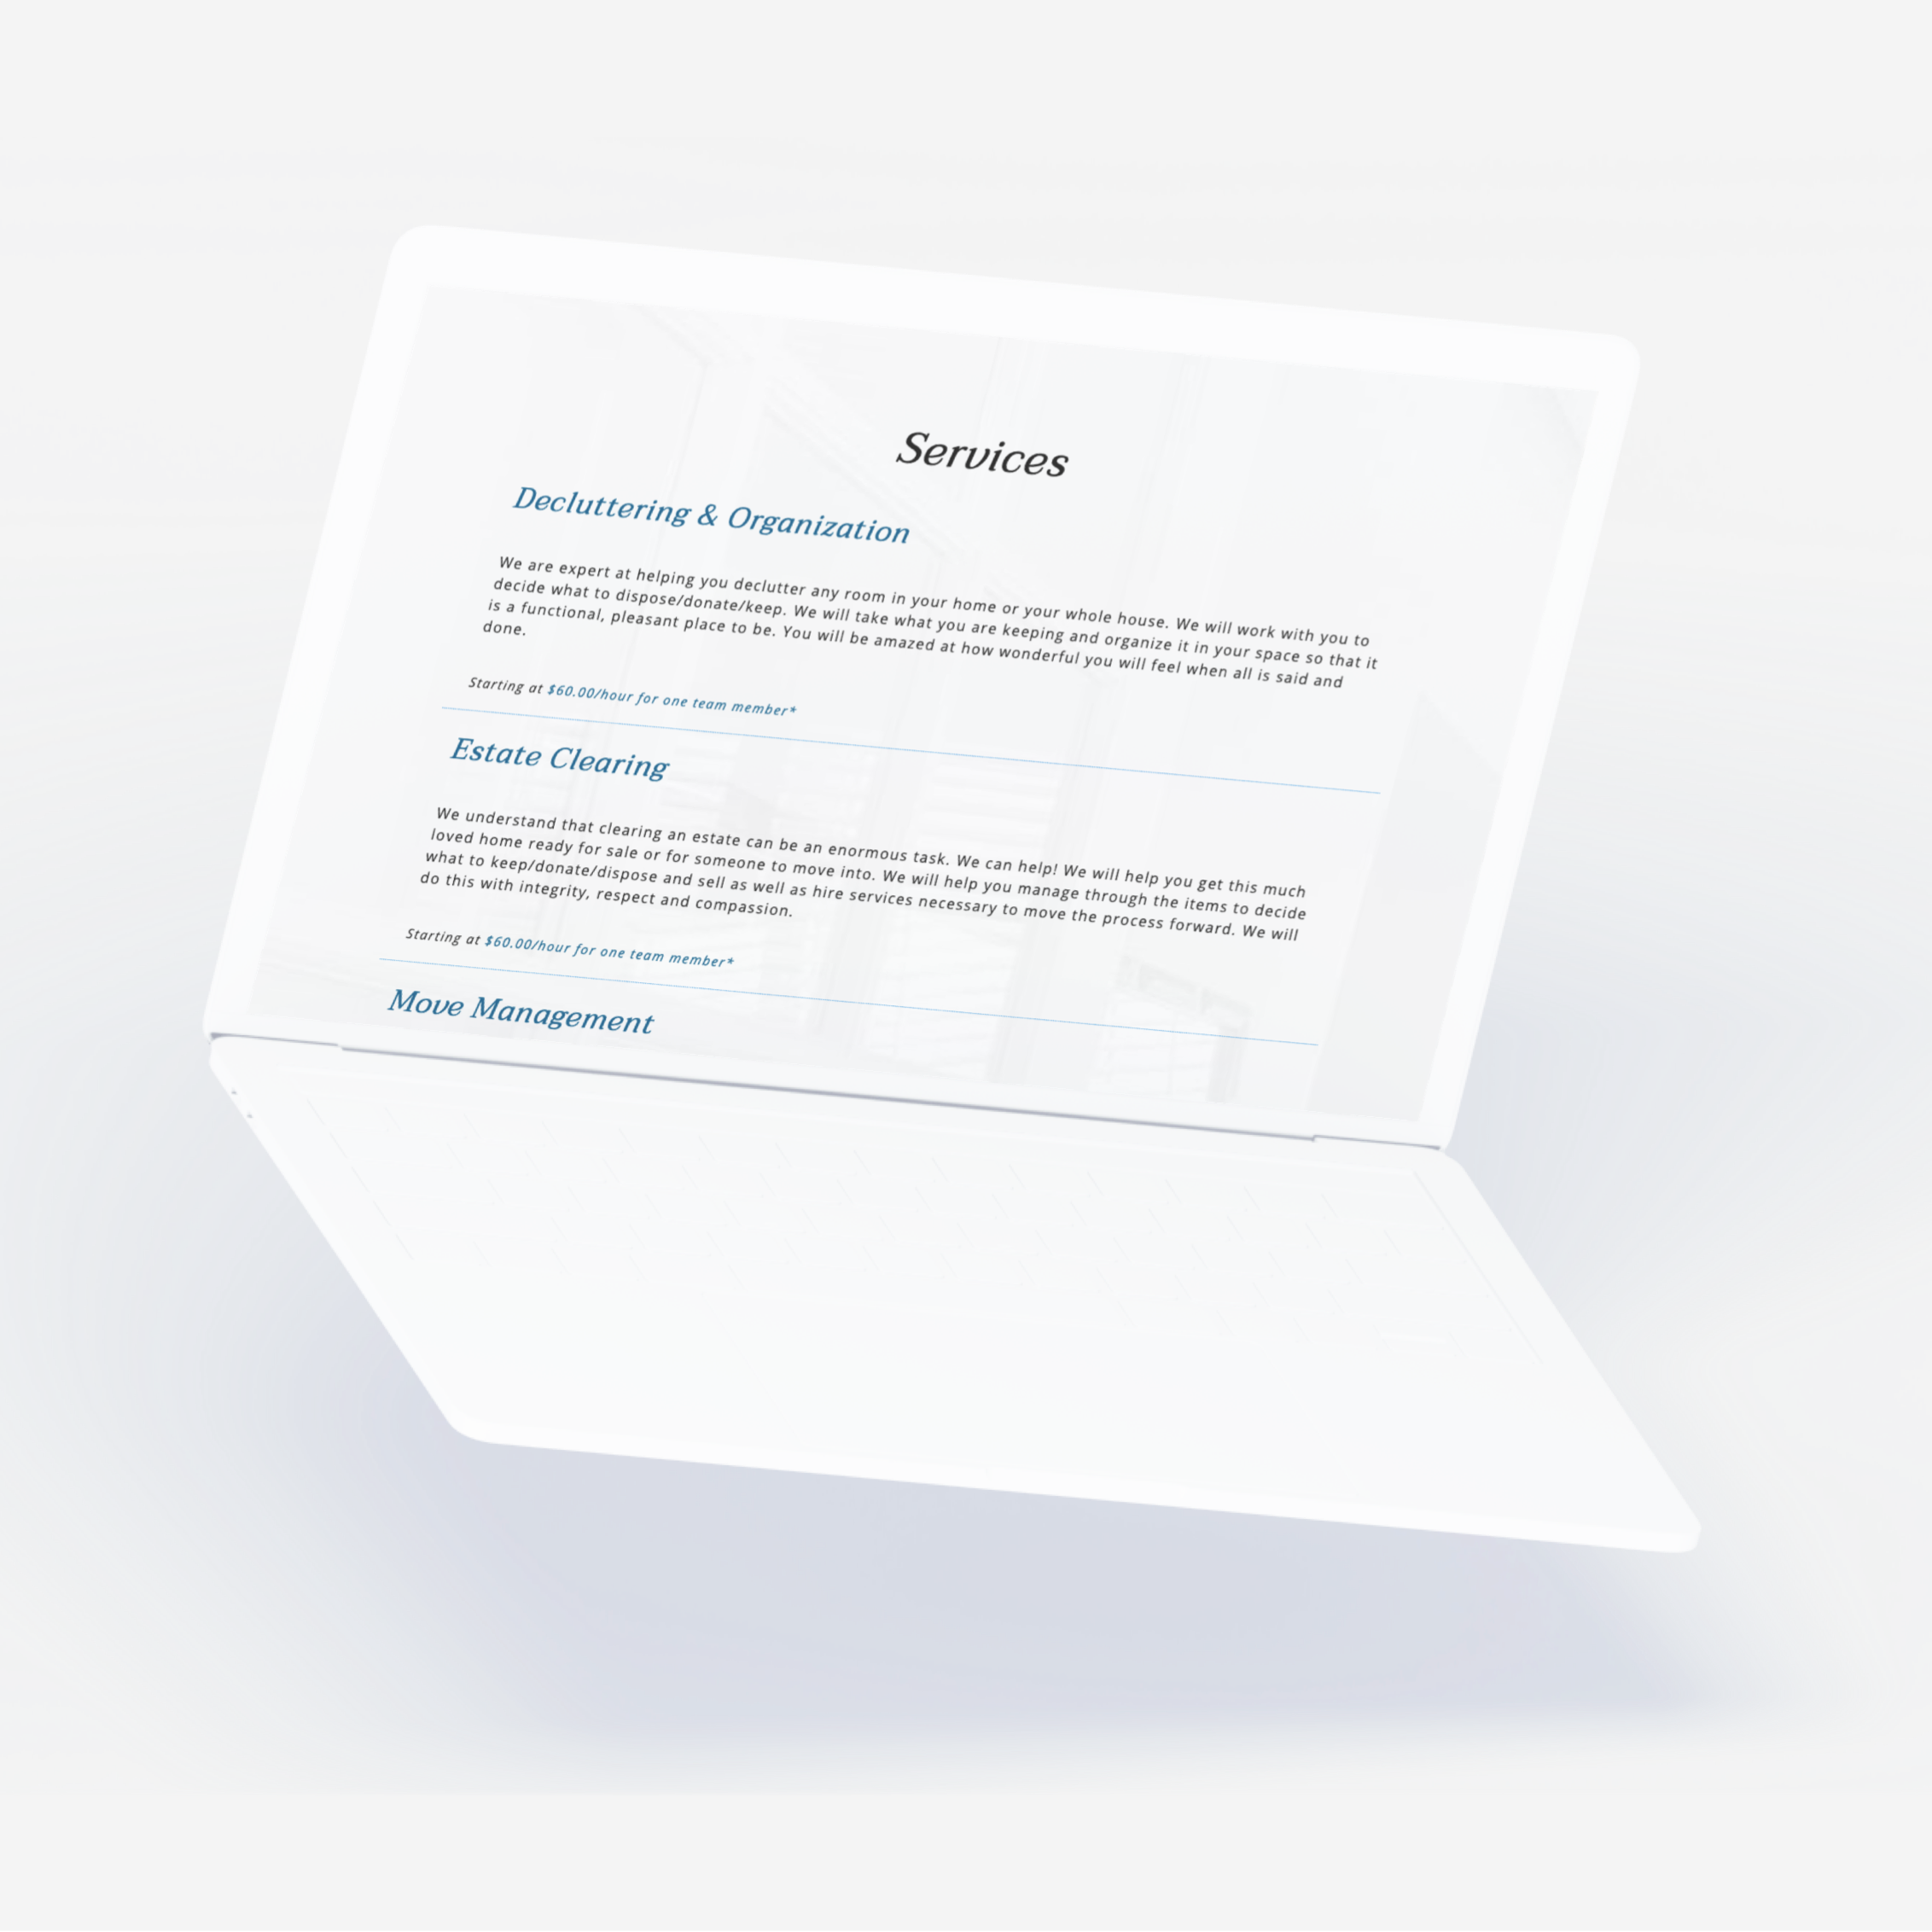 Services
Decluttering & Organization
We are expert at helping you declutter any room in your home or your whole house. We will work with you to
decide what to dispose/donate/keep. We will take what you are keeping and organize it in your space so that it
is a functional, pleasant place to be. You will be amazed at how wonderful you will feel when all is said and
done.
Starting at $60.00/hour for one team member*
Estate Clearing
We understand that clearing an estate can be an enormous task. We can help! We will help you get this much
loved home ready for sale or for someone to move into. We will help you manage through the items to decide
what to keep/donate/dispose and sell as well as hire services necessary to move the process forward. We will
do this with integrity, respect and compassion.
Starting at $60.00/hour for one team member*
Move Management